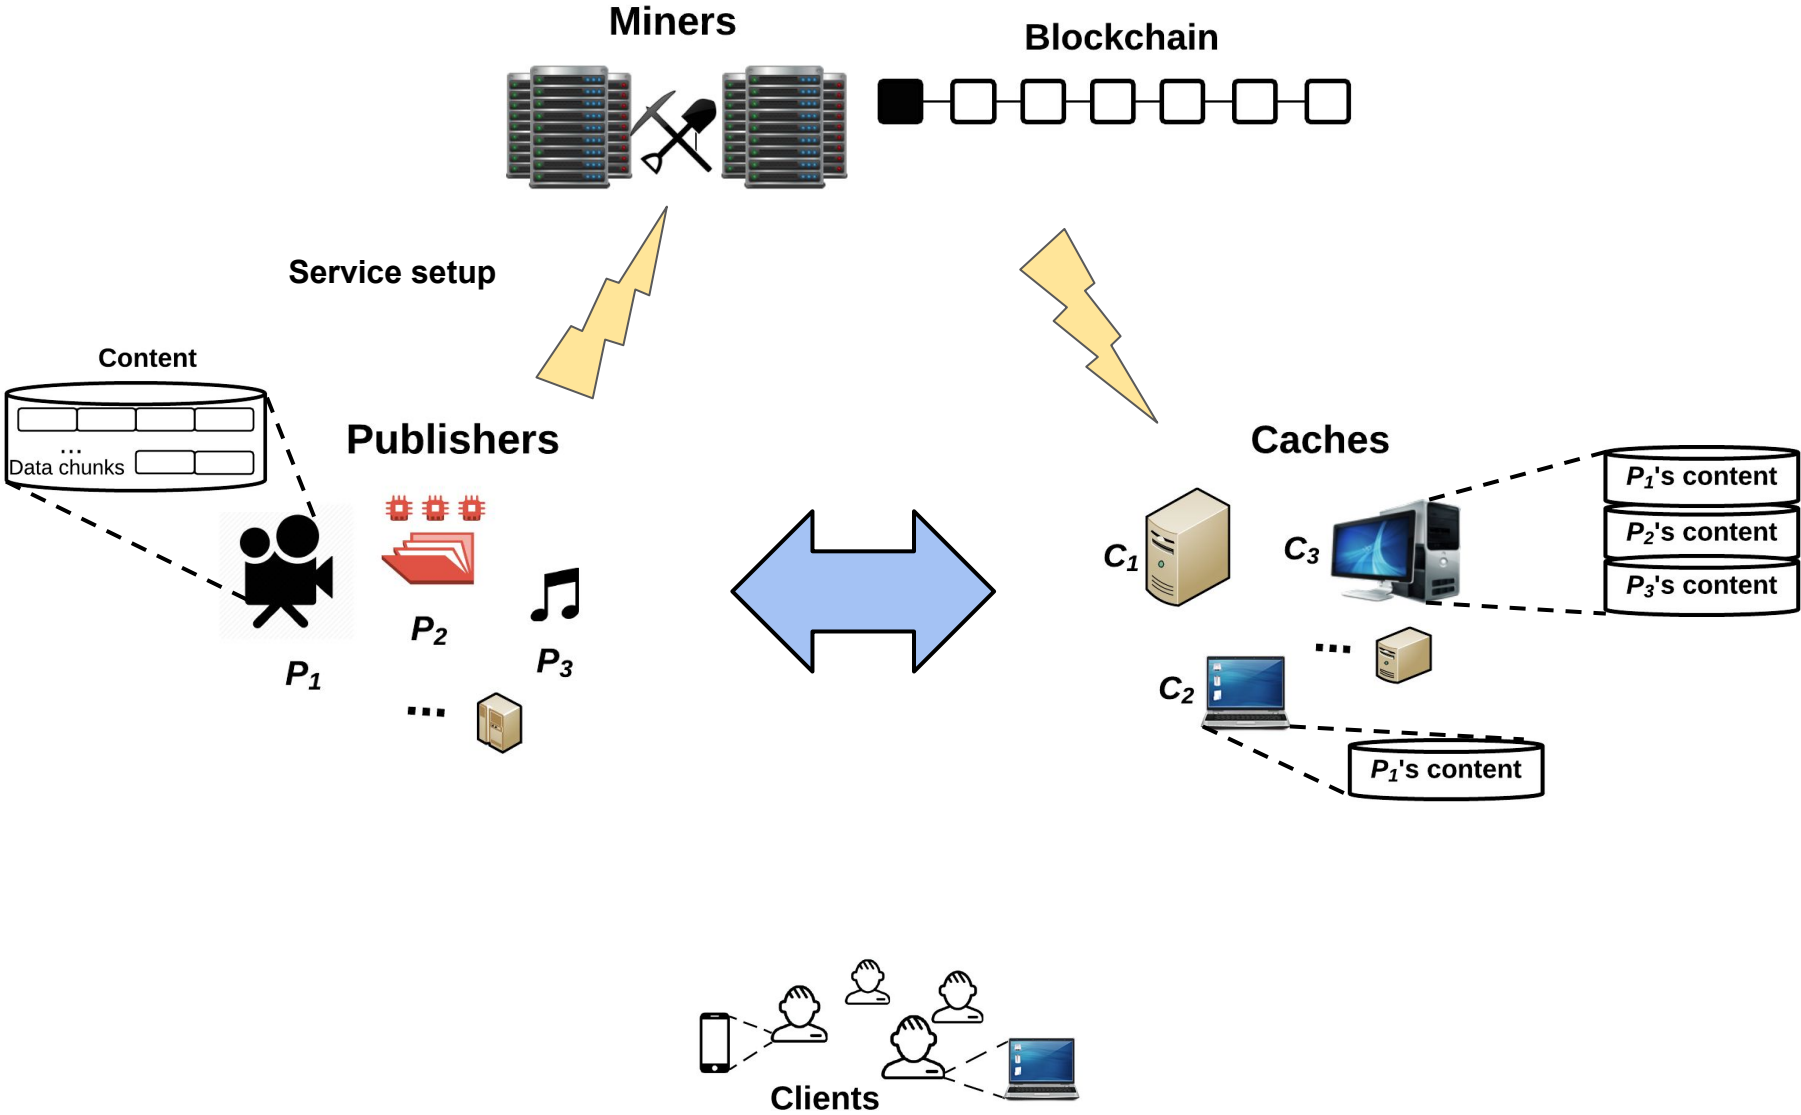 Miners
Blockchain
Service setup
Content
...
Data chunks
Publishers
Caches
P1
P2
P3
...
C1
C3
P1's content
P2's content
P3's content
...
C2
P1's content
Clients